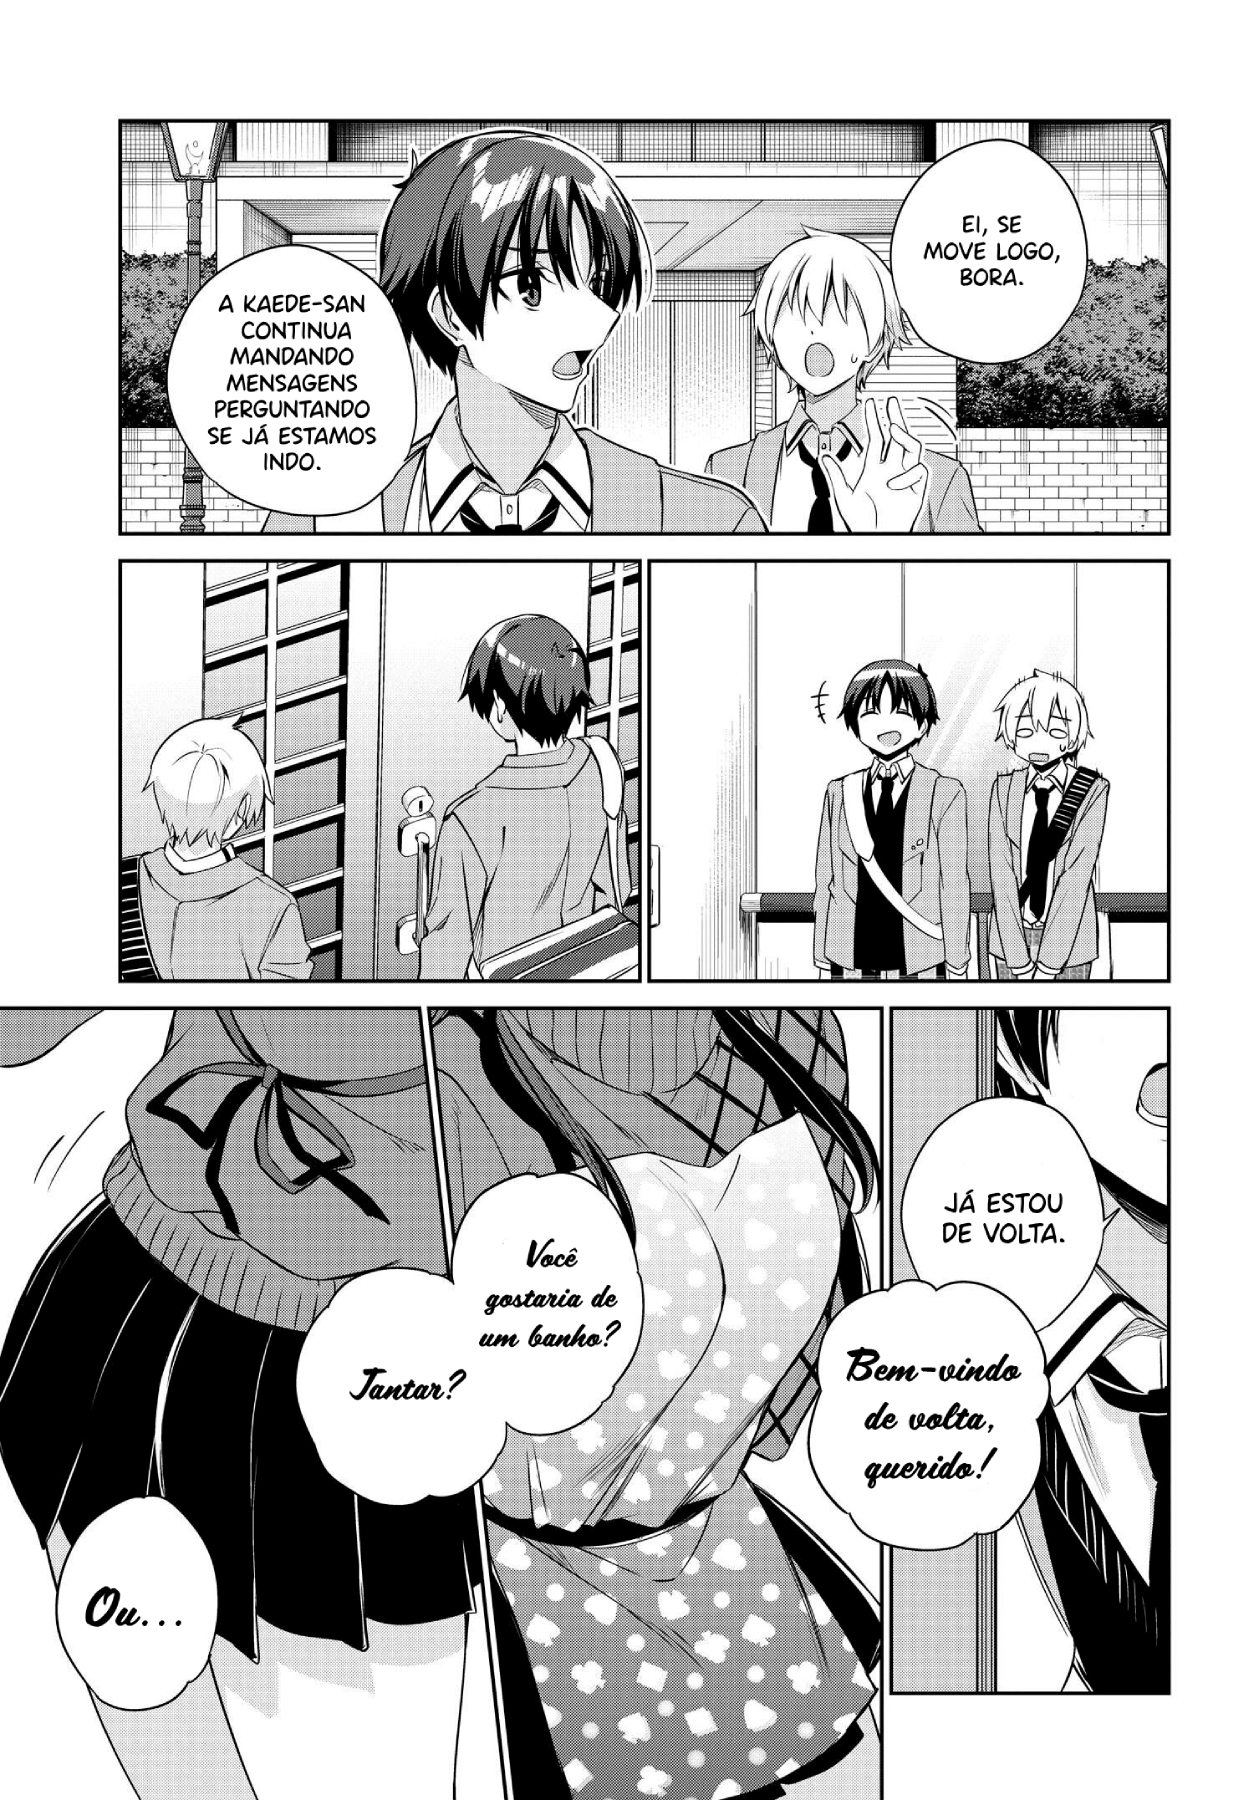 EI, SE
MOVE LOGO,
BORA.
A KAEDE-SAN
CONTINUA
MANDANDO
MENSAGENS
PERGUNTANDO
SE JÁ ESTAMOS
INDO.
JÁ ESTOU
DE VOLTA.
Bem-vindo
de volta,
querido!
Você
gostaria de
um banho?
Jantar?
Ou...